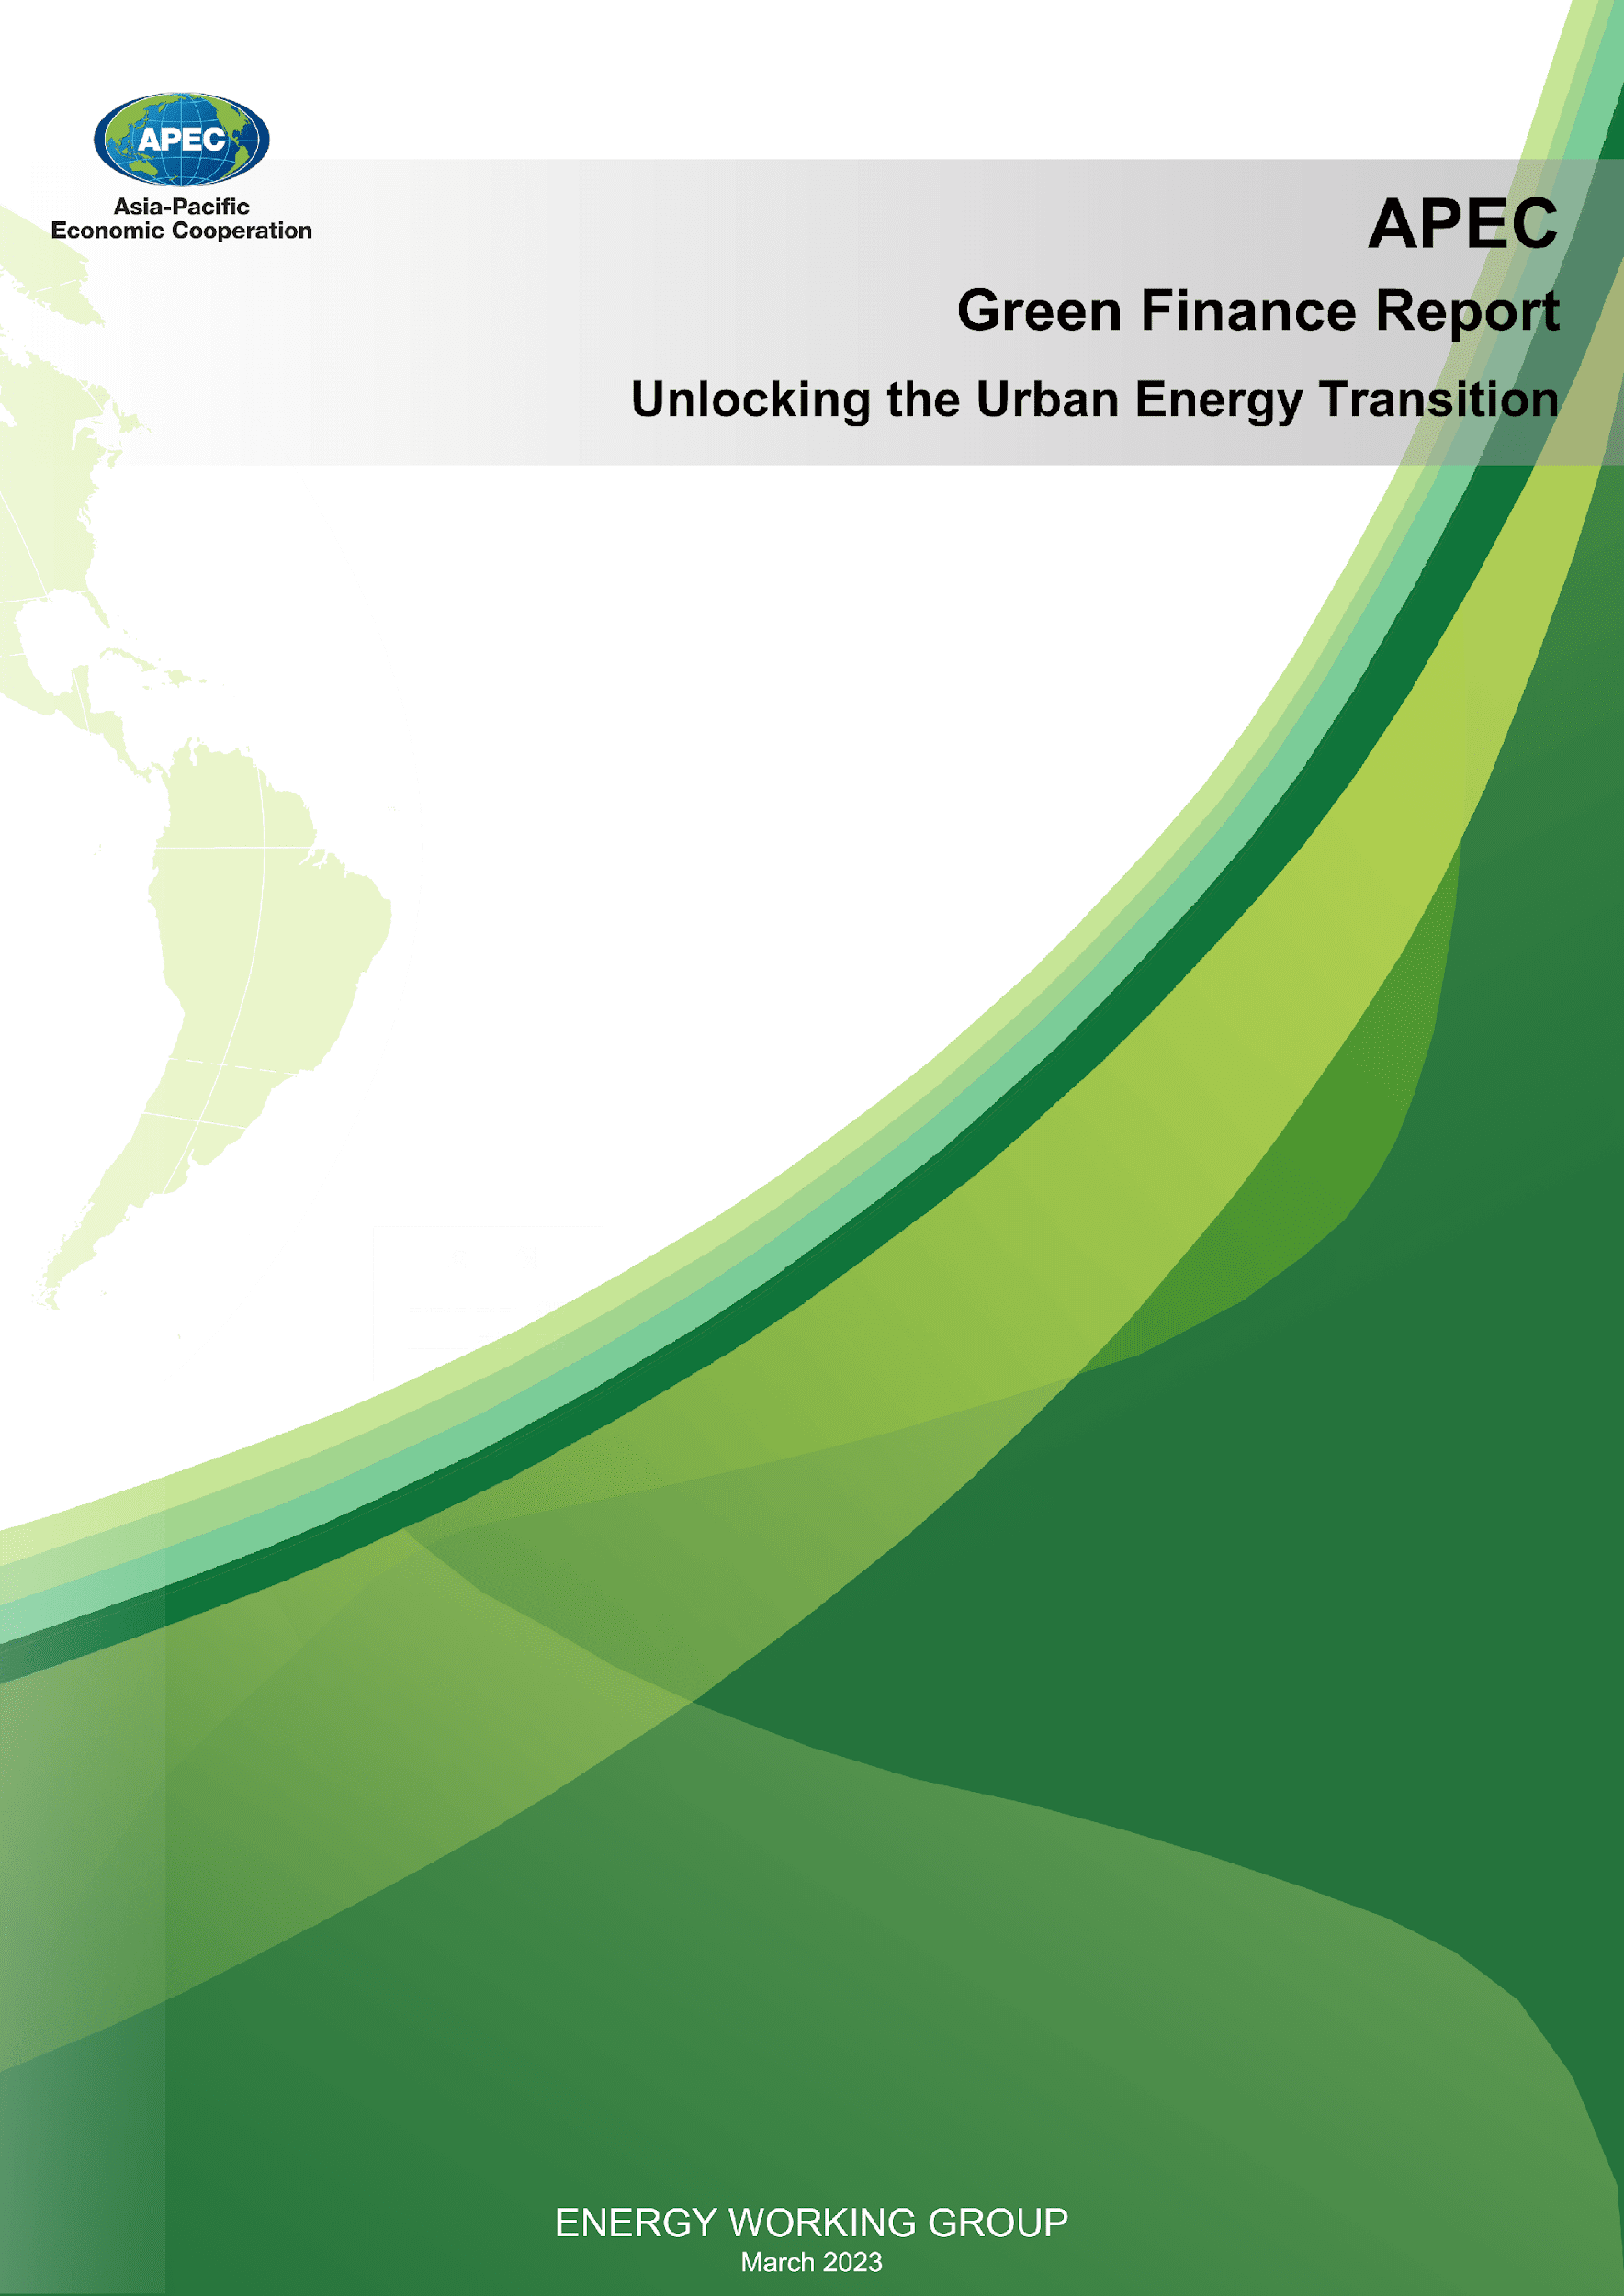 APEC
Asia-Pacific
Economic Cooperation
APEC
Green Finance Report
Unlocking the Urban Energy Transition
ENERGY WORKING GROUP
March 2023